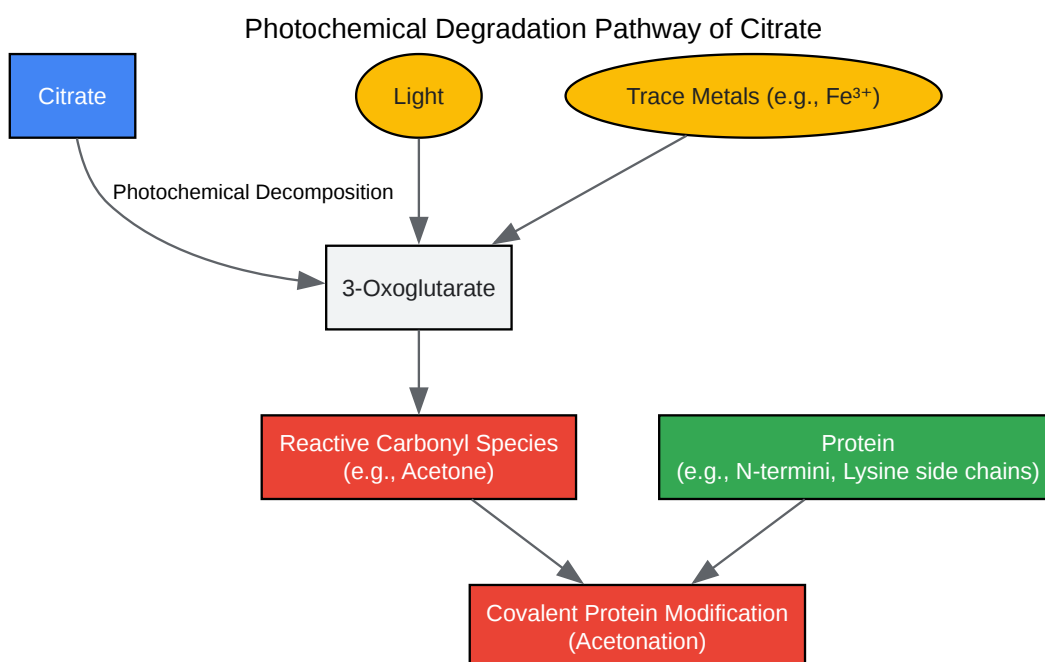 Photochemical Degradation Pathway of Citrate
Citrate
Light
Trace Metals (e.g., Fe³⁺)
Photochemical Decomposition
3-Oxoglutarate
Reactive Carbonyl Species
(e.g., Acetone)
Protein
(e.g., N-termini, Lysine side chains)
Covalent Protein Modification
(Acetonation)